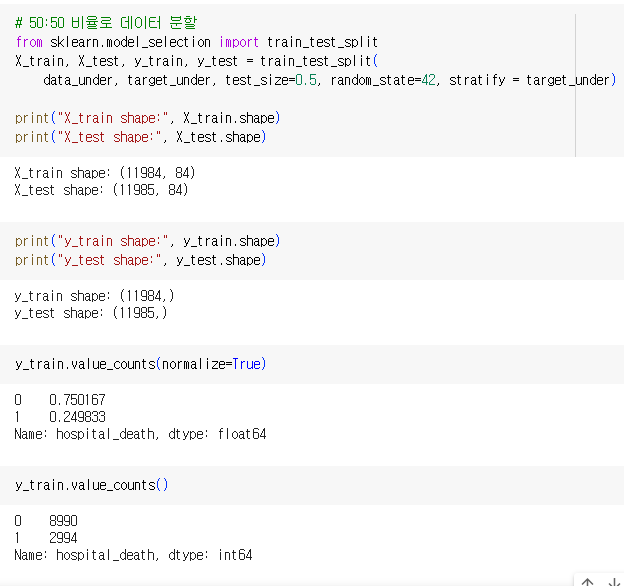 # 50:50 비율로 데이터 분할
from sklearn.model_selection import train_test_split
X_train, X_test, y_train, y_test = train_test_split(
    data_under, target_under, test_size=0.5, random_state=42, stratify = target_under)
print("X_train shape:", X_train.shape)
print("X_test shape:", X_test.shape)
X_train shape: (11984, 84)
X_test shape: (11985, 84)
print("y_train shape:", y_train.shape)
print("y_test shape:", y_test.shape)
y_train shape: (11984,)
y_test shape: (11985,)
y_train.value_counts(normalize=True)
0    0.750167
1    0.249833
Name: hospital_death, dtype: float64
y_train.value_counts()
0    8990
1    2994
Name: hospital_death, dtype: int64